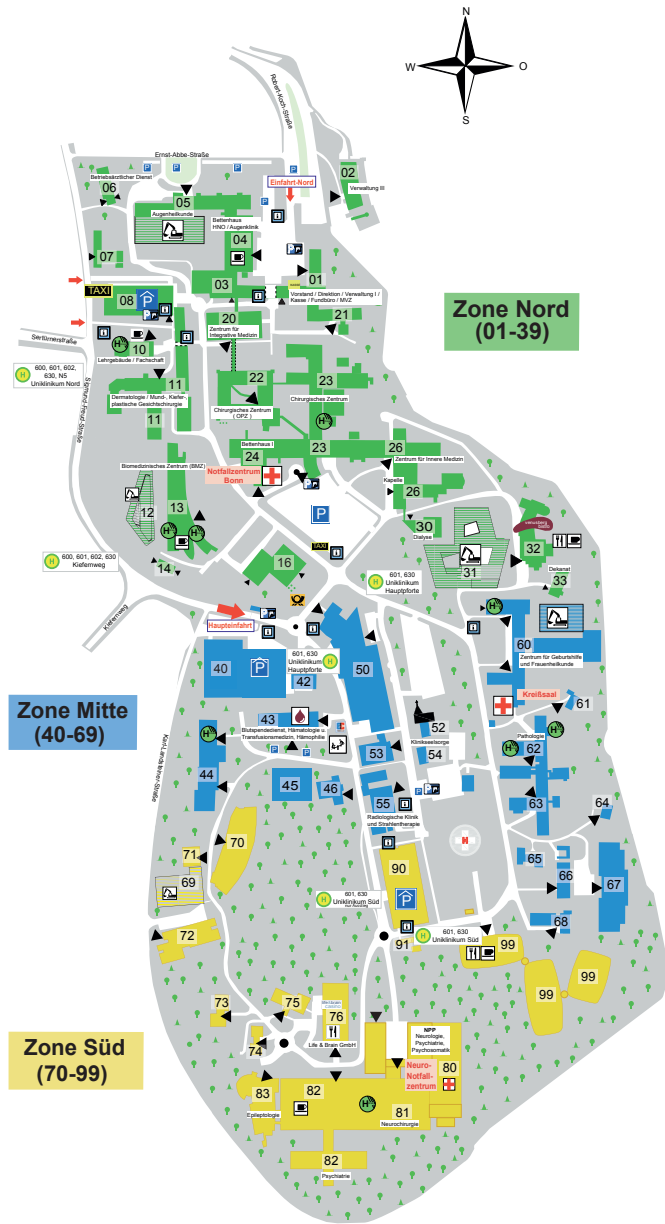 N
W
O
S
Robert-Koch-Straße
Ernst-Abbe-Straße
Betriebsärztlicher Dienst
06
05
Augenheilkunde
Einfahrt-Nord
02
Verwaltung III
Bettenhaus
HNO / Augenklinik
04
07
03
01
Vorstand / Direktion / Verwaltung I /
Kasse / Fundbüro / MVZ
TAXI
08
P
20
Zentrum für
Integrative Medizin
21
Zone Nord
(01-39)
Sertürnerstraße
10
Lehrgebäude / Fachschaft
H
600, 601, 602,
630, N5
Uniklinikum Nord
Sigmund-Freud-Straße
11
Dermatologie / Mund-, Kiefer-,
plastische Gesichtschirurgie
11
22
Chirurgisches Zentrum
( OPZ )
23
Chirurgisches Zentrum
Bettenhaus I
24
23
26
Zentrum für Innere Medizin
Notfallzentrum
Bonn
Biomedizinisches Zentrum (BMZ)
12
13
14
Kapelle
26
30
Dialyse
31
32
Dekanat
33
P
TAXI
16
H
600, 601, 602, 630
Kiefernweg
Kiefernweg
H
601, 630
Uniklinikum
Hauptpforte
Haupteinfahrt
40
P
42
601, 630
Uniklinikum
Hauptpforte
H
50
60
Zentrum für Geburtshilfe
und Frauenheilkunde
Kreißsaal
61
Zone Mitte
(40-69)
43
Blutspendedienst, Hämatologie u.
Transfusionsmedizin, Hämophilie
44
45
46
52
Klinikseelsorge
53
54
55
Radiologische Klinik
und Strahlentherapie
Pathologie
62
63
64
65
66
67
68
H
Karl-Landsteiner-Straße
70
71
69
72
90
P
H
601, 630
Uniklinikum Süd
91
H
601, 630
Uniklinikum Süd
99
99
99
73
75
76
74
Life & Brain GmbH
NPP
Neurologie,
Psychiatrie,
Psychosomatik
Neuro-
Notfall-
zentrum
80
Zone Süd
(70-99)
83
Epileptologie
82
81
Neurochirurgie
82
Psychiatrie